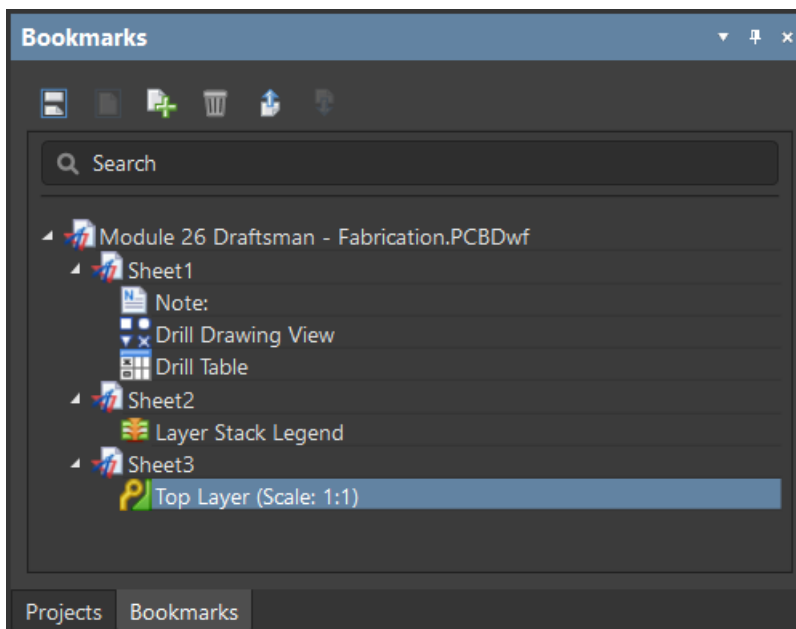 Bookmarks
Search
Module 26 Draftsman - Fabrication.PCBDwf
Sheet1
Note:
Drill Drawing View
Drill Table
Sheet2
Layer Stack Legend
Sheet3
Top Layer (Scale: 1:1)
Projects Bookmarks